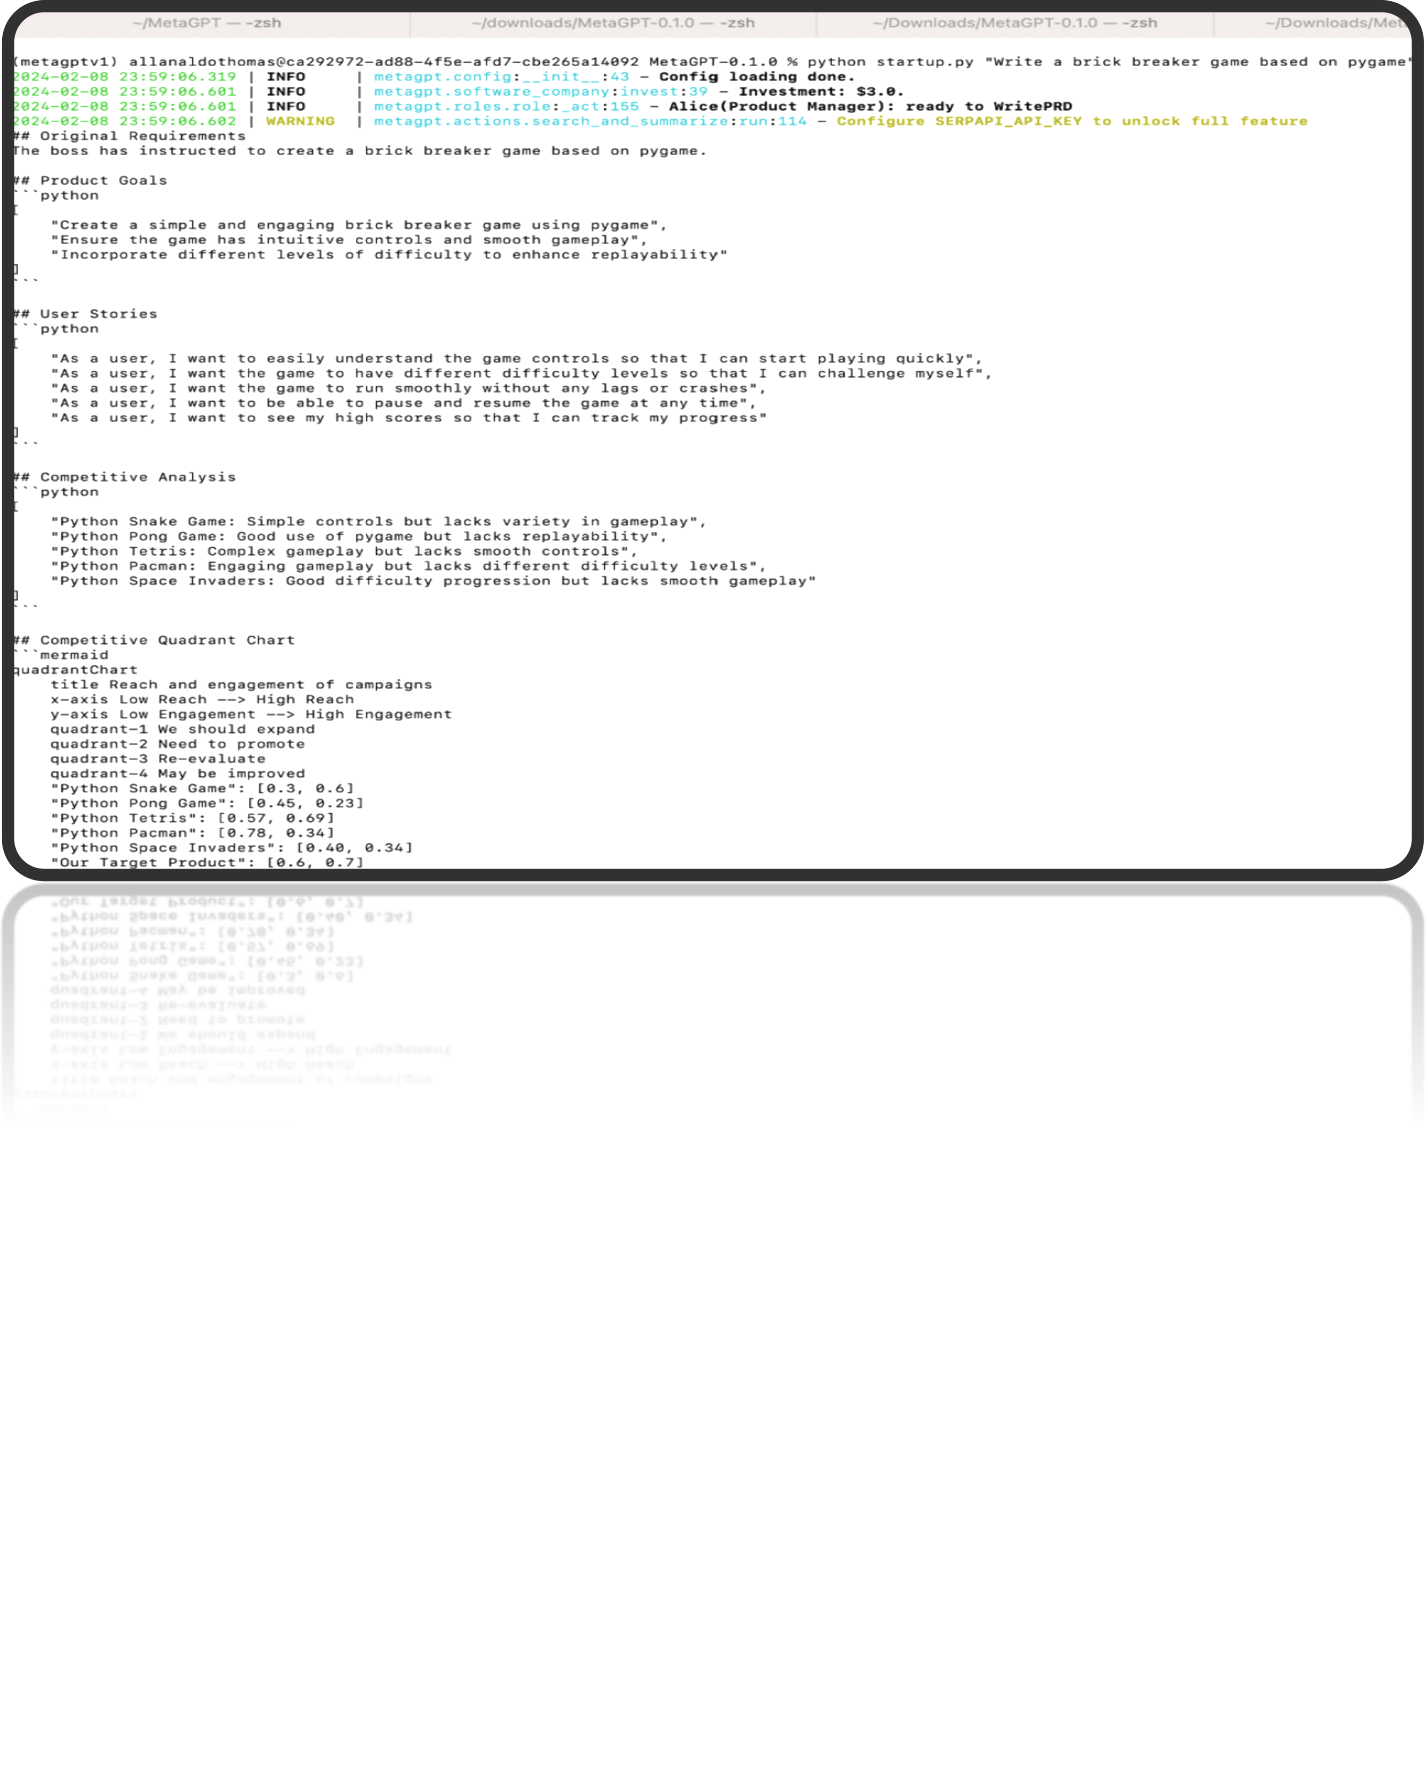 ~/MetaGPT — -zsh ~/downloads/MetaGPT-0.1.0 — -zsh ~/Downloads/MetaGPT-0.1.0 — -zsh ~/Downloads/Met
(metagptv1) allanaldothomas@ca292972-ad88-4f5e-afd7-cbe265a14092 MetaGPT-0.1.0 % python startup.py "Write a brick breaker game based on pygame"
2024-02-08 23:59:06.319 | INFO     | metagpt.config:__init__:43 - Config loading done.
2024-02-08 23:59:06.601 | INFO     | metagpt.software_company:invest:39 - Investment: $3.0.
2024-02-08 23:59:06.601 | INFO     | metagpt.roles.role:_act:155 - Alice(Product Manager): ready to WritePRD
2024-02-08 23:59:06.602 | WARNING  | metagpt.actions.search_and_summarize:run:114 - Configure SERPAPI_API_KEY to unlock full feature
## Original Requirements
The boss has instructed to create a brick breaker game based on pygame.
## Product Goals
```python
[
"Create a simple and engaging brick breaker game using pygame",
"Ensure the game has intuitive controls and smooth gameplay",
"Incorporate different levels of difficulty to enhance replayability"
]
```
## User Stories
```python
[
"As a user, I want to easily understand the game controls so that I can start playing quickly",
"As a user, I want the game to have different difficulty levels so that I can challenge myself",
"As a user, I want the game to run smoothly without any lags or crashes",
"As a user, I want to be able to pause and resume the game at any time",
"As a user, I want to see my high scores so that I can track my progress"
]
```
## Competitive Analysis
```python
[
"Python Snake Game: Simple controls but lacks variety in gameplay",
"Python Pong Game: Good use of pygame but lacks replayability",
"Python Tetris: Complex gameplay but lacks smooth controls",
"Python Pacman: Engaging gameplay but lacks different difficulty levels",
"Python Space Invaders: Good difficulty progression but lacks smooth gameplay"
]
```
## Competitive Quadrant Chart
```mermaid
quadrantChart
title Reach and engagement of campaigns
x-axis Low Reach --> High Reach
y-axis Low Engagement --> High Engagement
quadrant-1 We should expand
quadrant-2 Need to promote
quadrant-3 Re-evaluate
quadrant-4 May be improved
"Python Snake Game": [0.3, 0.6]
"Python Pong Game": [0.45, 0.23]
"Python Tetris": [0.57, 0.69]
"Python Pacman": [0.78, 0.34]
"Python Space Invaders": [0.40, 0.34]
"Our Target Product": [0.6, 0.7]